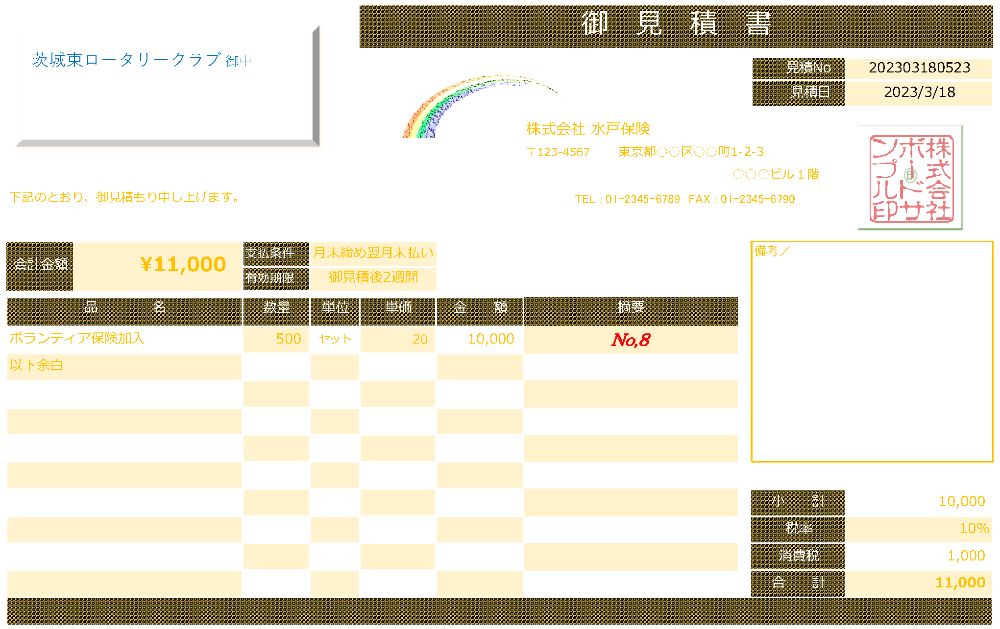 御 見 積 書
茨城東ロータリークラブ 御中
見積No 202303180523
見積日 2023/3/18
株式会社 水戸保険
〒123-4567 東京都○○区○○町1-2-3
○○○ビル１階
TEL : 01-2345-6789 FAX : 01-2345-6790
株式会社
ボードサ
ンプル印
印
下記のとおり、御見積もり申し上げます。
合計金額 ¥11,000
支払条件 月末締め翌月末払い
有効期限 御見積後2週間
備考／
品 名 数量 単位 単価 金 額 摘要
ボランティア保険加入 500 セット 20 10,000 No,8
以下余白
小 計 10,000
税率 10%
消費税 1,000
合 計 11,000